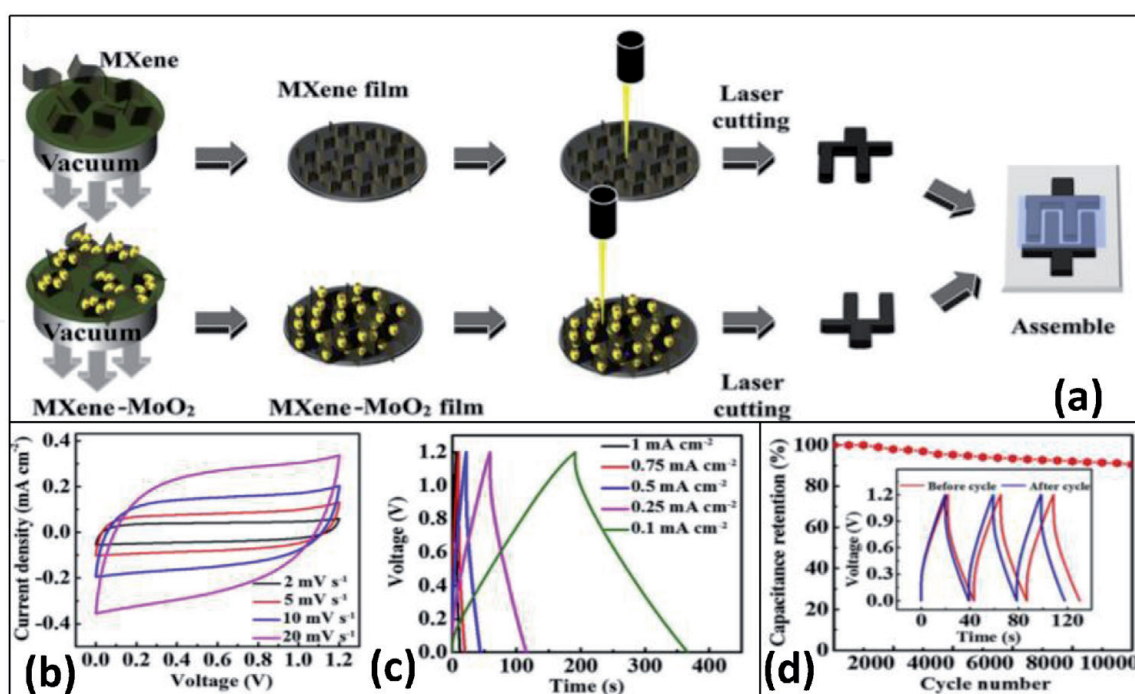 MXene
MXene film
Laser
cutting
Vacuum
Vacuum
Assemble
MXene-MoO₂
MXene-MoO₂ film
Laser
cutting
(a)
0.4
0.2
0.0
-0.2
-0.4
Current density (mA cm⁻²)
2 mV s⁻¹
5 mV s⁻¹
10 mV s⁻¹
20 mV s⁻¹
0.0 0.2 0.4 0.6 0.8 1.0 1.2
Voltage (V)
(b)
1.2
1.0
0.8
0.6
0.4
0.2
0.0
Voltage (V)
1 mA cm⁻²
0.75 mA cm⁻²
0.5 mA cm⁻²
0.25 mA cm⁻²
0.1 mA cm⁻²
0 100 200 300 400
Time (s)
(c)
100
80
60
40
20
0
Capacitance retention (%)
Before cycle After cycle
1.2
0.9
0.6
0.3
0.0
Voltage (V)
0 40 80 120
Time (s)
2000 4000 6000 8000 10000
Cycle number
(d)